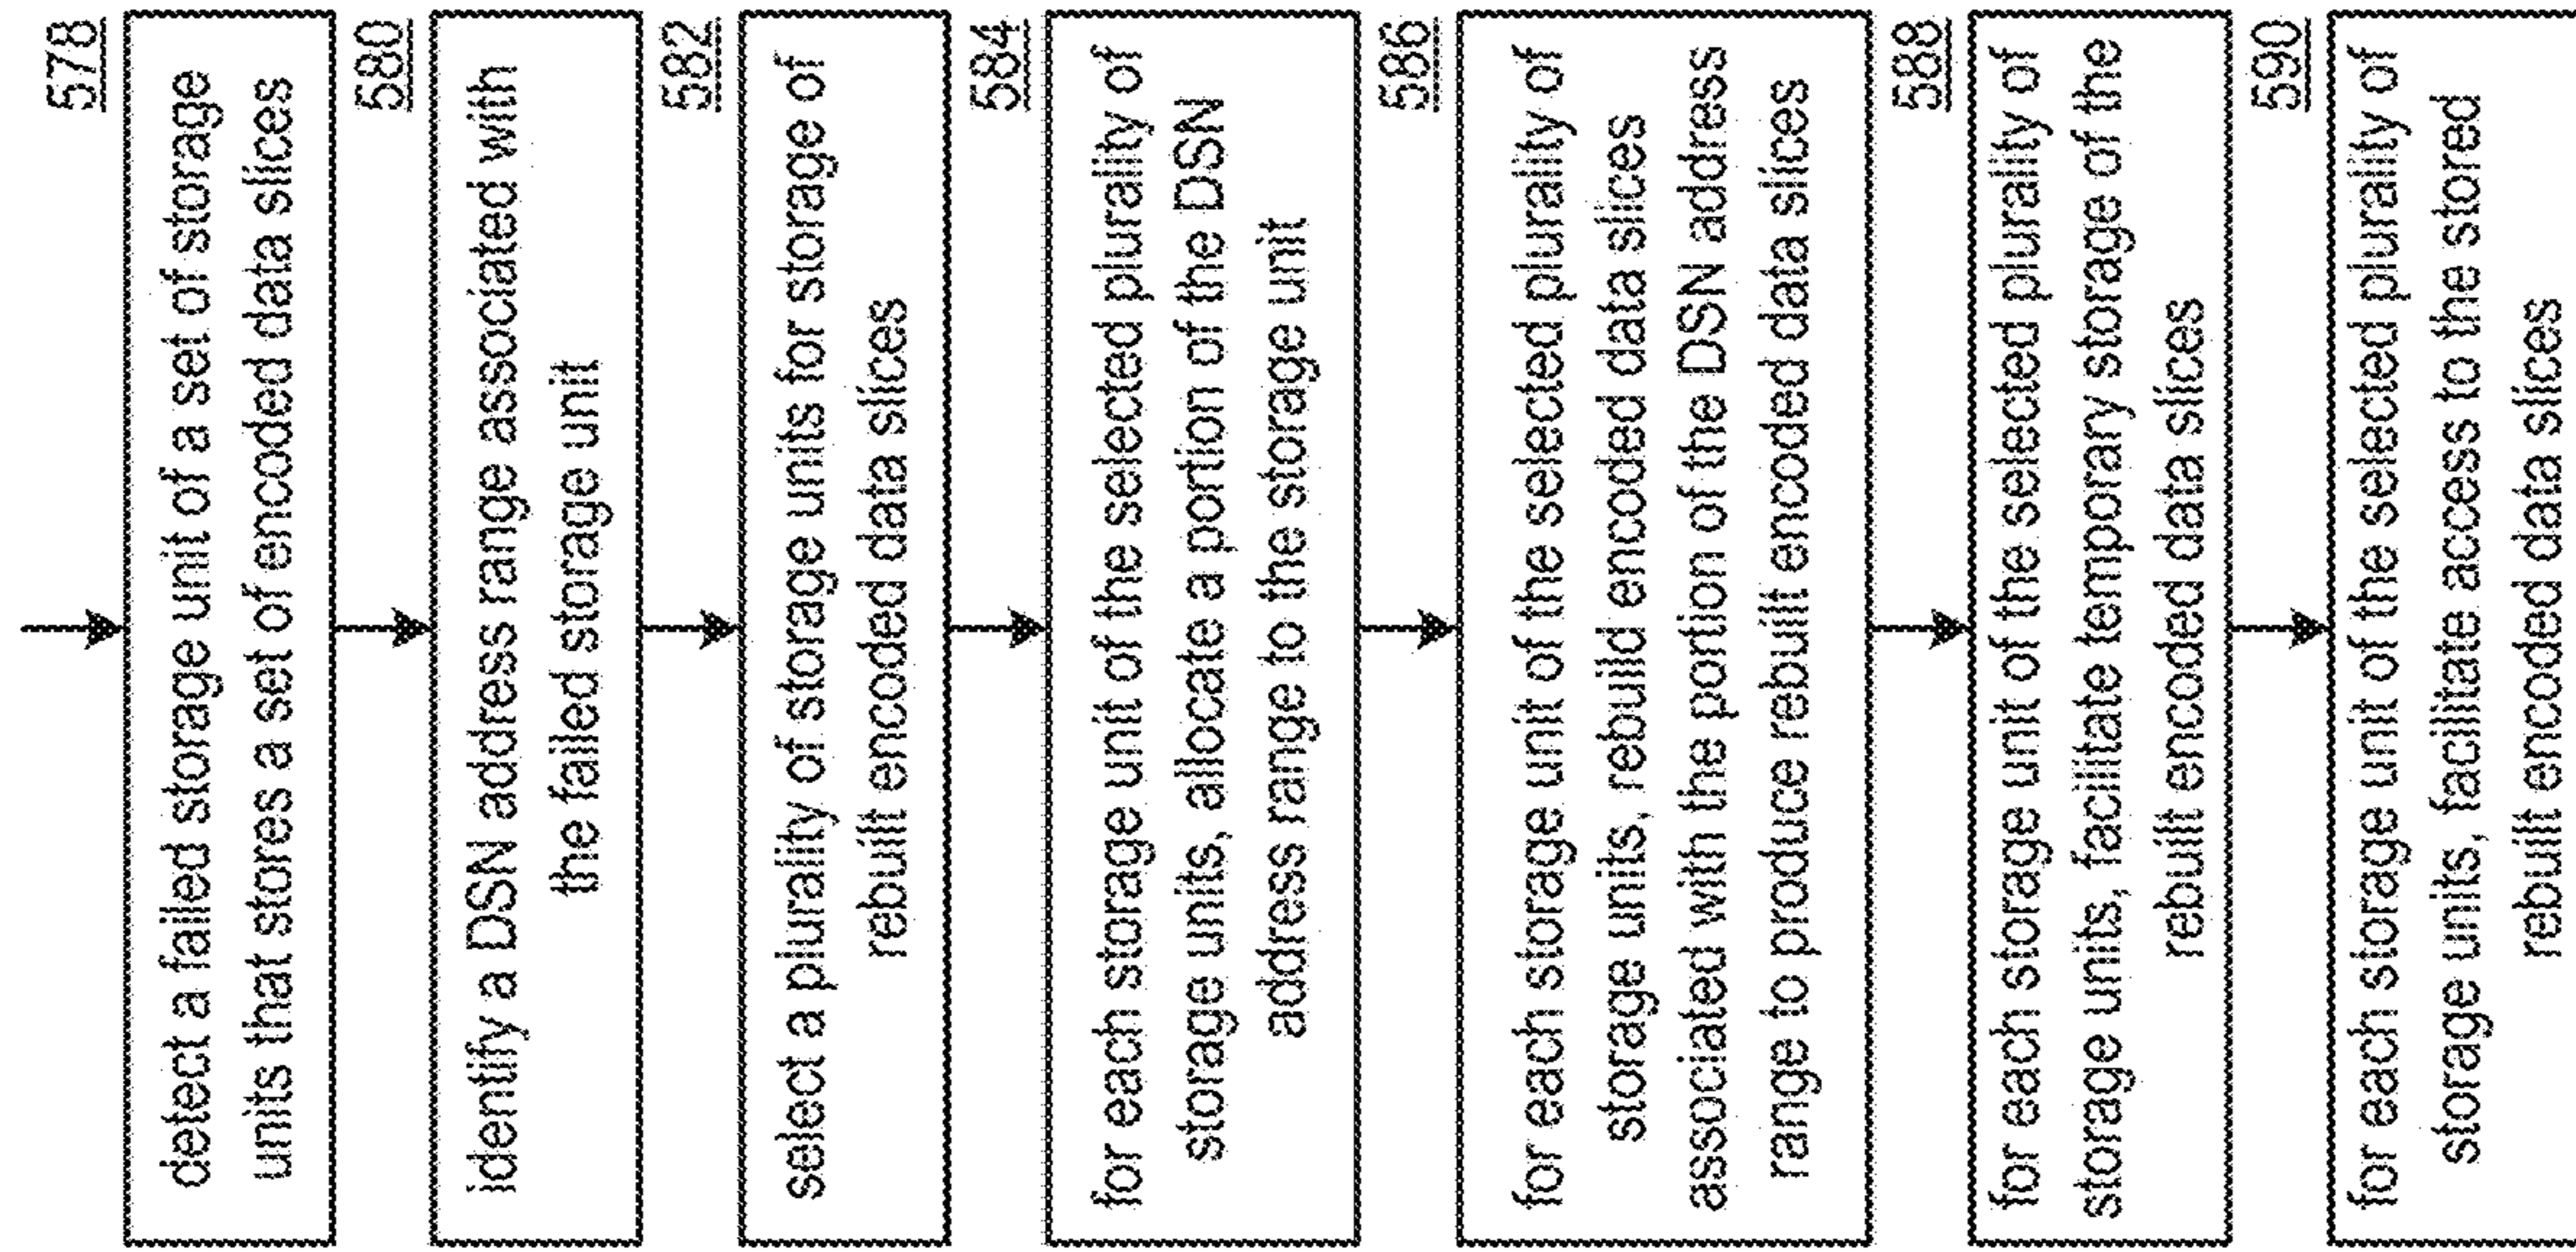 578
detect a failed storage unit of a set of storage
units that stores a set of encoded data slices
580
identify a DSN address range associated with
the failed storage unit
582
select a plurality of storage units for storage of
rebuilt encoded data slices
584
for each storage unit of the selected plurality of
storage units, allocate a portion of the DSN
address range to the storage unit
586
for each storage unit of the selected plurality of
storage units, rebuild encoded data slices
associated with the portion of the DSN address
range to produce rebuilt encoded data slices
588
for each storage unit of the selected plurality of
storage units, facilitate temporary storage of the
rebuilt encoded data slices
590
for each storage unit of the selected plurality of
storage units, facilitate access to the stored
rebuilt encoded data slices